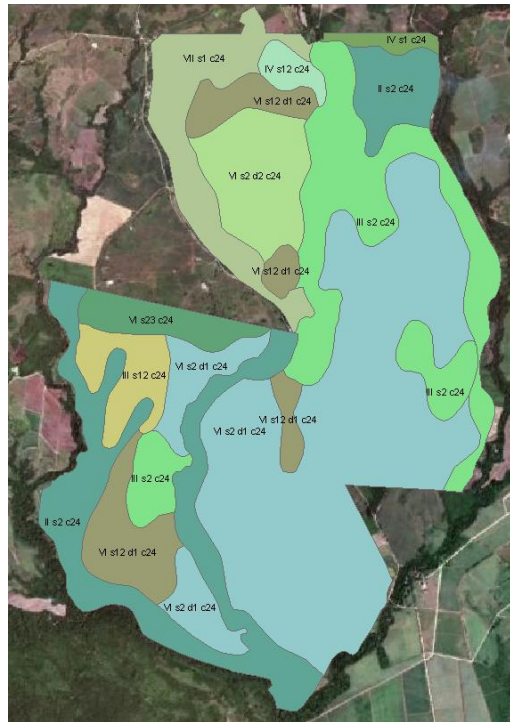 IV s1 c24
VII s1 c24
IV s12 c24
II s2 c24
VI s12 d1 c24
VI s2 d2 c24
III s2 c24
VI s12 d1 c24
VI s23 c24
VI s2 d1 c24
III s12 c24
III s2 c24
VI s12 d1 c24
VI s2 d1 c24
III s2 c24
II s2 c24
VI s12 d1 c24
VI s2 d1 c24